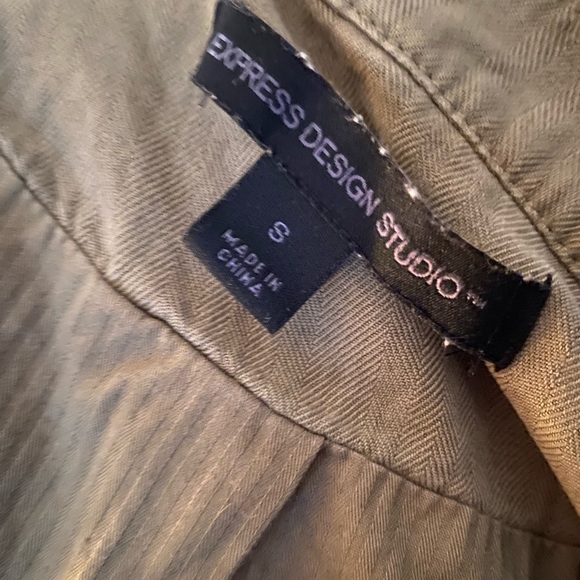 EXPRESS DESIGN STUDIO™
S
MADE IN
CHINA